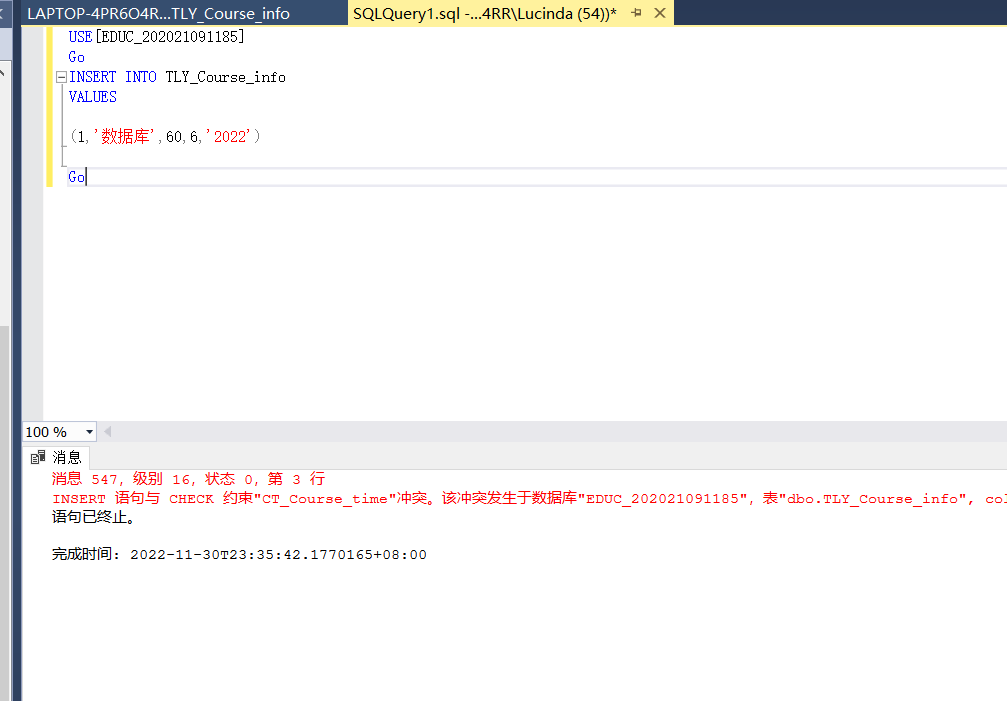 LAPTOP-4PR6O4R...TLY_Course_info
SQLQuery1.sql -...4RR\Lucinda (54))*
USE[EDUC_202021091185]
Go
INSERT INTO TLY_Course_info
VALUES
(1,'数据库',60,6,'2022')
Go
100 %
消息
消息 547，级别 16，状态 0，第 3 行
INSERT 语句与 CHECK 约束"CT_Course_time"冲突。该冲突发生于数据库"EDUC_202021091185"，表"dbo.TLY_Course_info", col
语句已终止。
完成时间: 2022-11-30T23:35:42.1770165+08:00